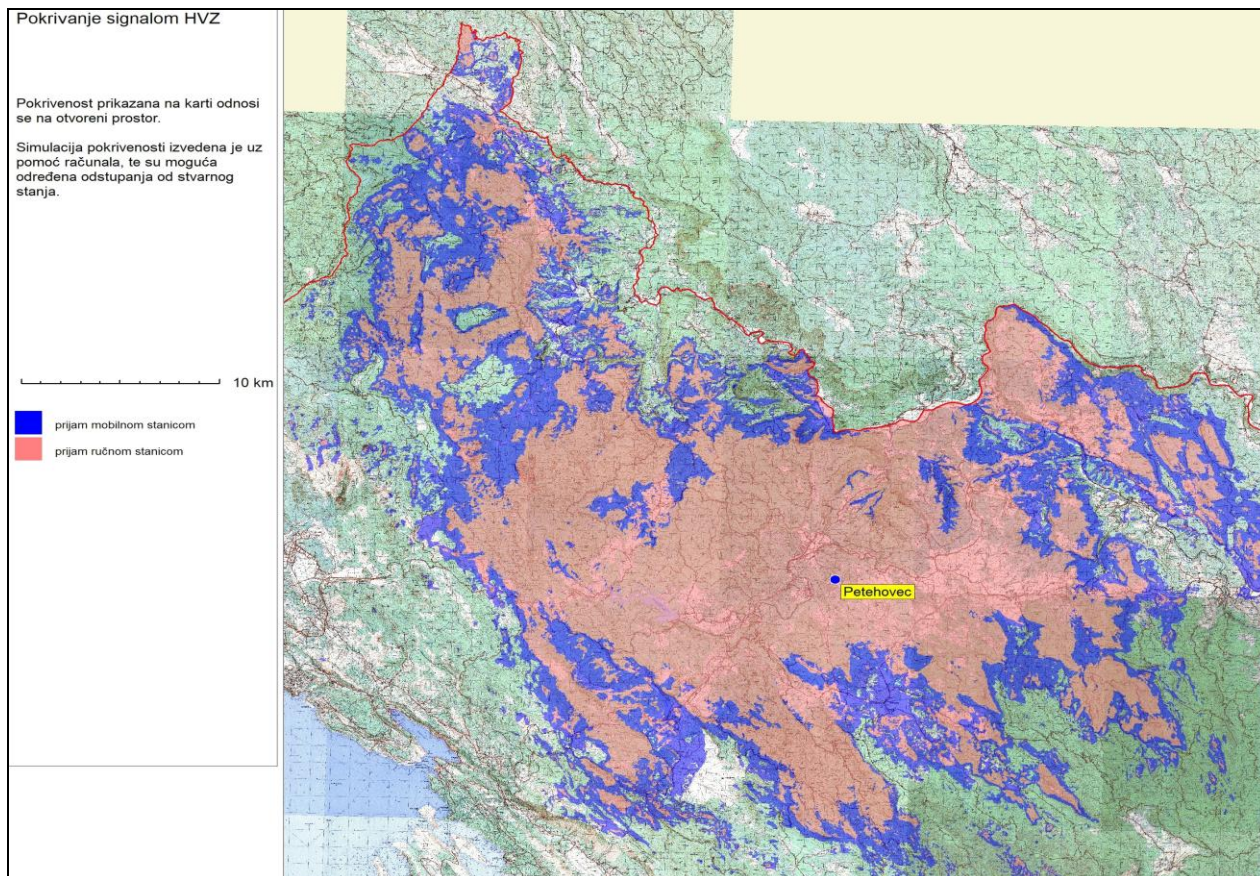 Pokrivanje signalom HVZ
Pokrivenost prikazana na karti odnosi
se na otvoreni prostor.
Simulacija pokrivenosti izvedena je uz
pomoć računala, te su moguća
određena odstupanja od stvarnog
stanja.
10 km
prijam mobilnom stanicom
prijam ručnom stanicom
Petehovec